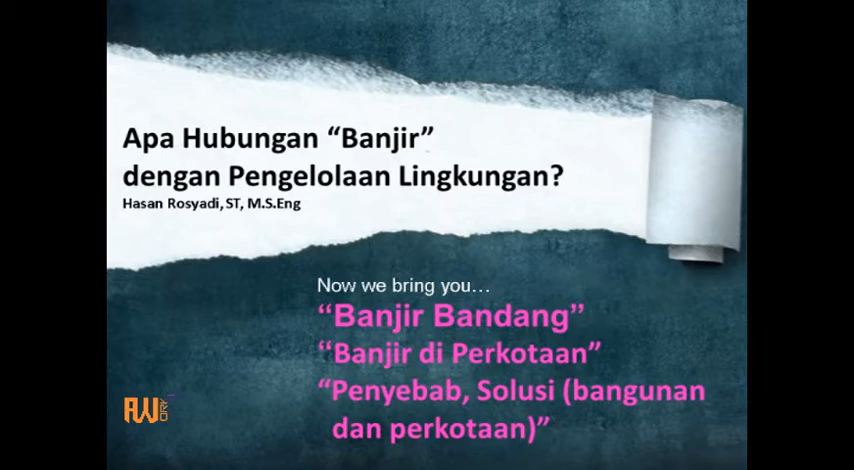 Apa Hubungan “Banjir”
dengan Pengelolaan Lingkungan?
Hasan Rosyadi, ST, M.S.Eng
Now we bring you...
“Banjir Bandang”
“Banjir di Perkotaan”
“Penyebab, Solusi (bangunan
dan perkotaan)”